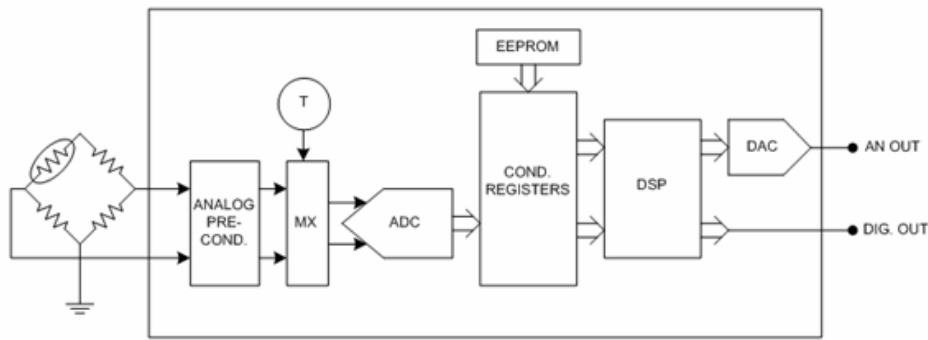 EEPROM
T
ANALOG
PRE-
COND.
MX
ADC
COND.
REGISTERS
DSP
DAC
AN OUT
DIG. OUT